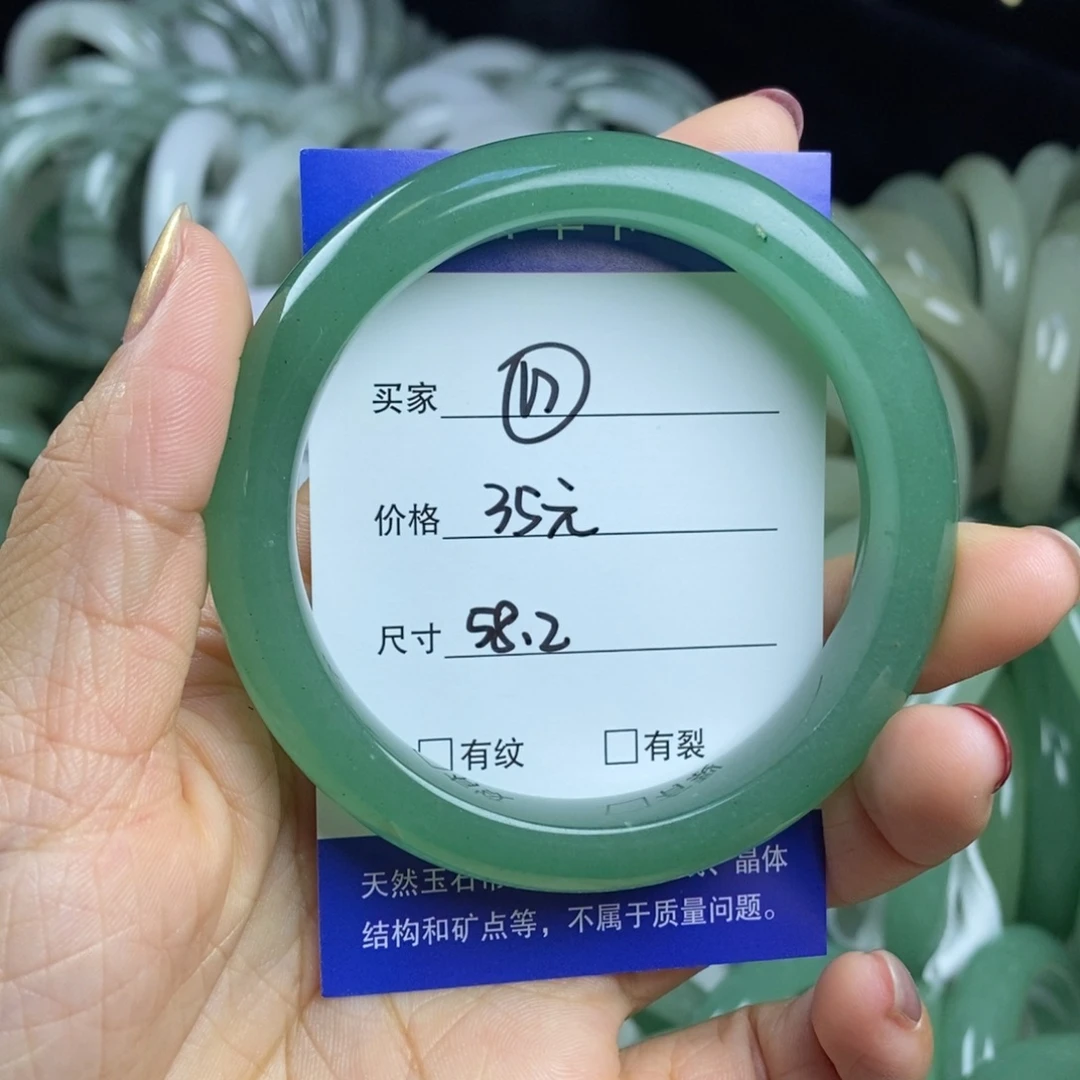 买家
价格 35元
尺寸 58.2
□有纹 □有裂
天然玉石 晶体
结构和矿点等，不属于质量问题。